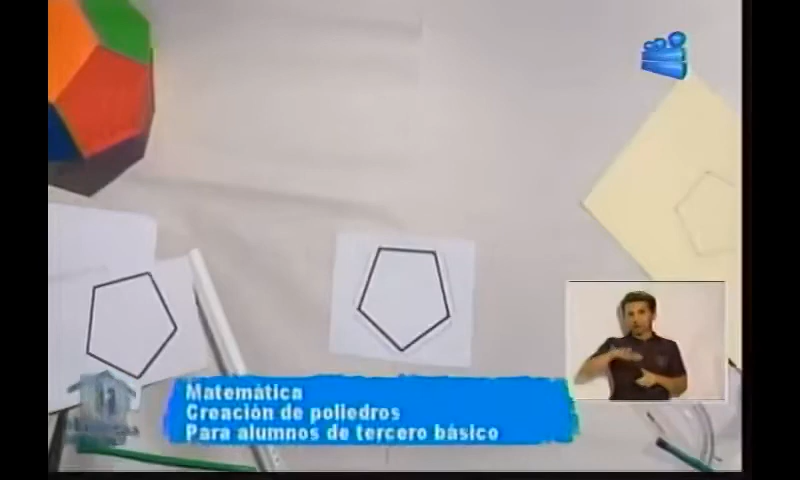 Matemática
Creación de poliedros
Para alumnos de tercero básico